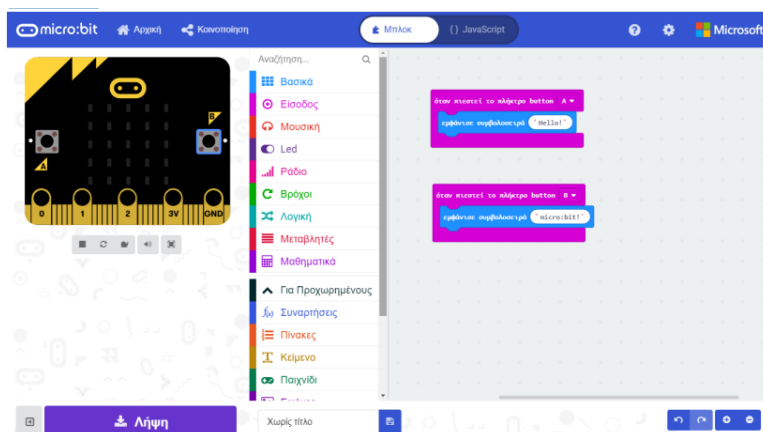 micro:bit Αρχική Κοινοποίηση Μπλοκ {} JavaScript Microsoft
Αναζήτηση...
Βασικά
Είσοδος
Μουσική
Led
Ράδιο
Βρόχοι
Λογική
Μεταβλητές
Μαθηματικά
Για Προχωρημένους
Συναρτήσεις
Πίνακες
Κείμενο
Παιχνίδι
B
A
0 1 2 3V GND
όταν πιεστεί το πλήκτρο button A
εμφάνισε συμβολοσειρά "Hello!"
όταν πιεστεί το πλήκτρο button B
εμφάνισε συμβολοσειρά "micro:bit!"
Λήψη
Χωρίς τίτλο